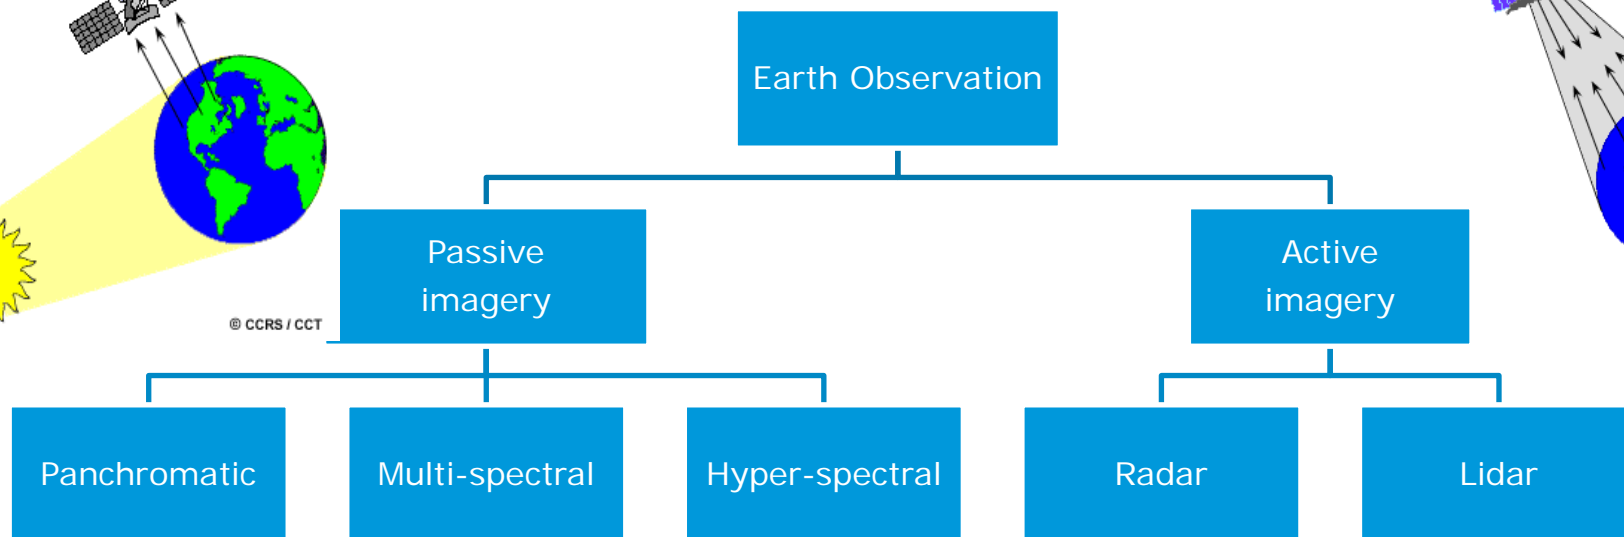 Earth Observation
Passive
imagery
Active
imagery
© CCRS / CCT
Panchromatic
Multi-spectral
Hyper-spectral
Radar
Lidar